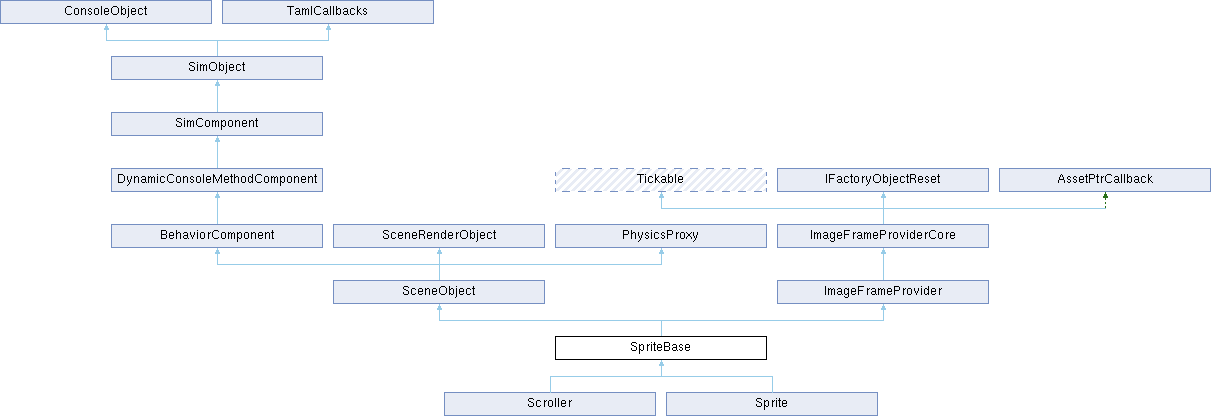 ConsoleObject
TamlCallbacks
SimObject
SimComponent
DynamicConsoleMethodComponent
Tickable
IFactoryObjectReset
AssetPtrCallback
BehaviorComponent
SceneRenderObject
PhysicsProxy
ImageFrameProviderCore
SceneObject
ImageFrameProvider
SpriteBase
Scroller
Sprite